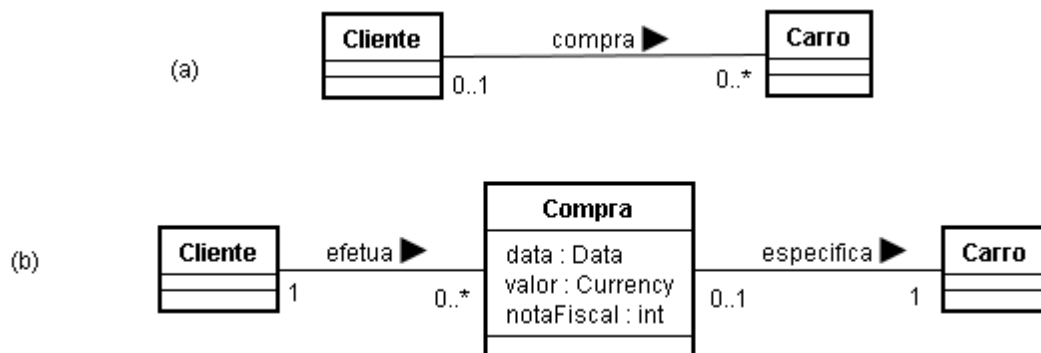 (a)
Cliente
compra
Carro
0..1
0..*
(b)
Cliente
efetua
1
0..*
Compra
data : Data
valor : Currency
notaFiscal : int
especifica
0..1
1
Carro